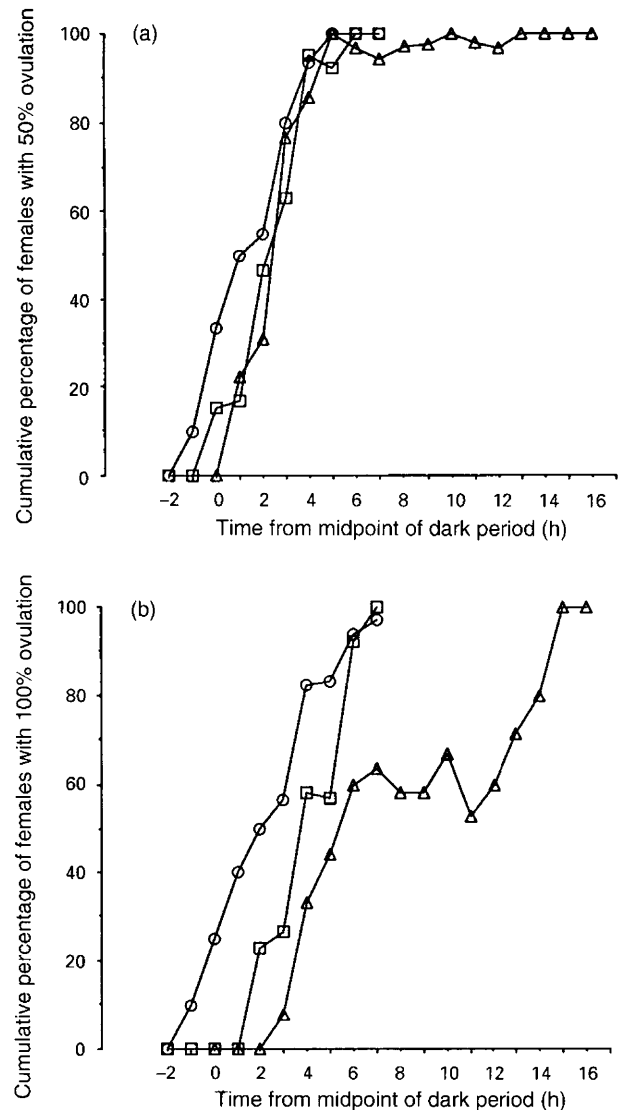 (a)
Cumulative percentage of females with 50% ovulation
100
80
60
40
20
0
−2 0 2 4 6 8 10 12 14 16
Time from midpoint of dark period (h)
(b)
Cumulative percentage of females with 100% ovulation
100
80
60
40
20
0
−2 0 2 4 6 8 10 12 14 16
Time from midpoint of dark period (h)